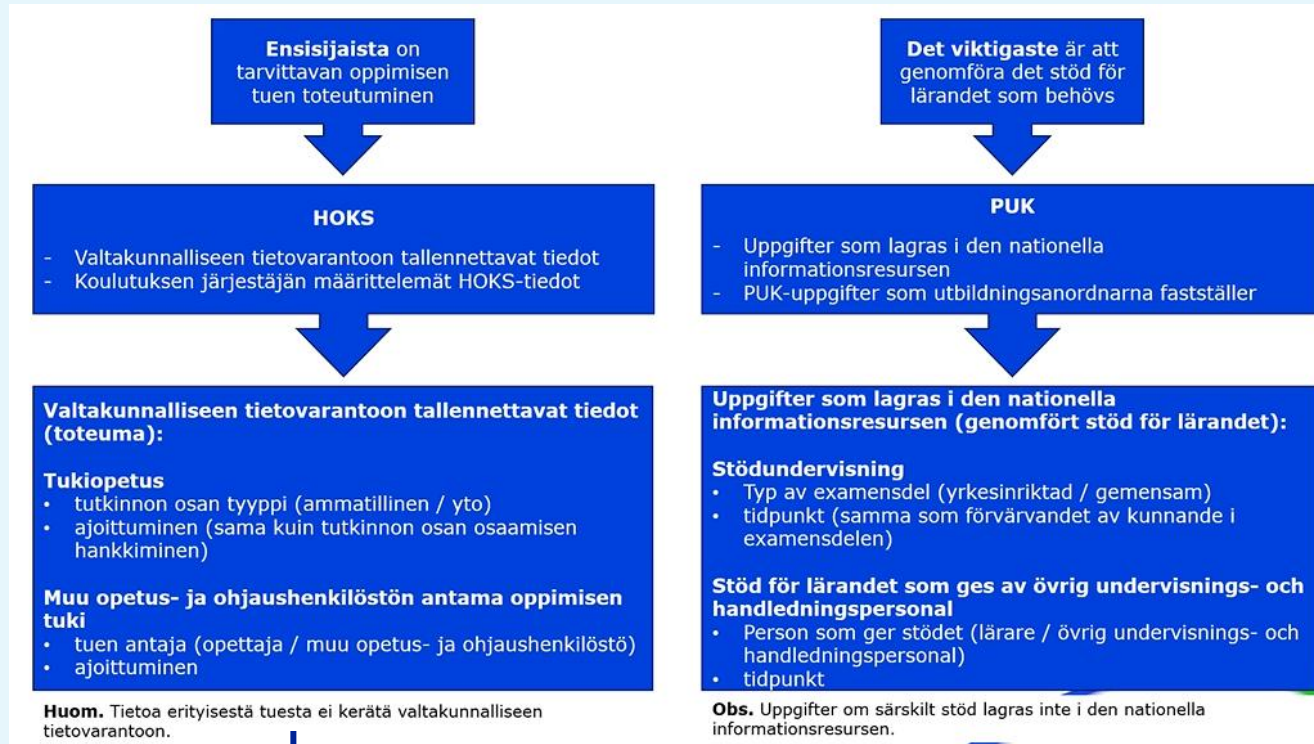 Ensisijaista on
tarvittavan oppimisen
tuen toteutuminen
HOKS
- Valtakunnalliseen tietovarantoon tallennettavat tiedot
- Koulutuksen järjestäjän määrittelemät HOKS-tiedot
Valtakunnalliseen tietovarantoon tallennettavat tiedot
(toteuma):
Tukiopetus
• tutkinnon osan tyyppi (ammatillinen / yto)
• ajoittuminen (sama kuin tutkinnon osan osaamisen
hankkiminen)
Muu opetus- ja ohjaushenkilöstön antama oppimisen
tuki
• tuen antaja (opettaja / muu opetus- ja ohjaushenkilöstö)
• ajoittuminen
Huom. Tietoa erityisestä tuesta ei kerätä valtakunnalliseen
tietovarantoon.
Det viktigaste är att
genomföra det stöd för
lärandet som behövs
PUK
- Uppgifter som lagras i den nationella
informationsresursen
- PUK-uppgifter som utbildningsanordnarna fastställer
Uppgifter som lagras i den nationella
informationsresursen (genomfört stöd för lärandet):
Stödundervisning
• Typ av examensdel (yrkesinriktad / gemensam)
• tidpunkt (samma som förvärvandet av kunnande i
examensdelen)
Stöd för lärandet som ges av övrig undervisnings- och
handledningspersonal
• Person som ger stödet (lärare / övrig undervisnings- och
handledningspersonal)
• tidpunkt
Obs. Uppgifter om särskilt stöd lagras inte i den nationella
informationsresursen.